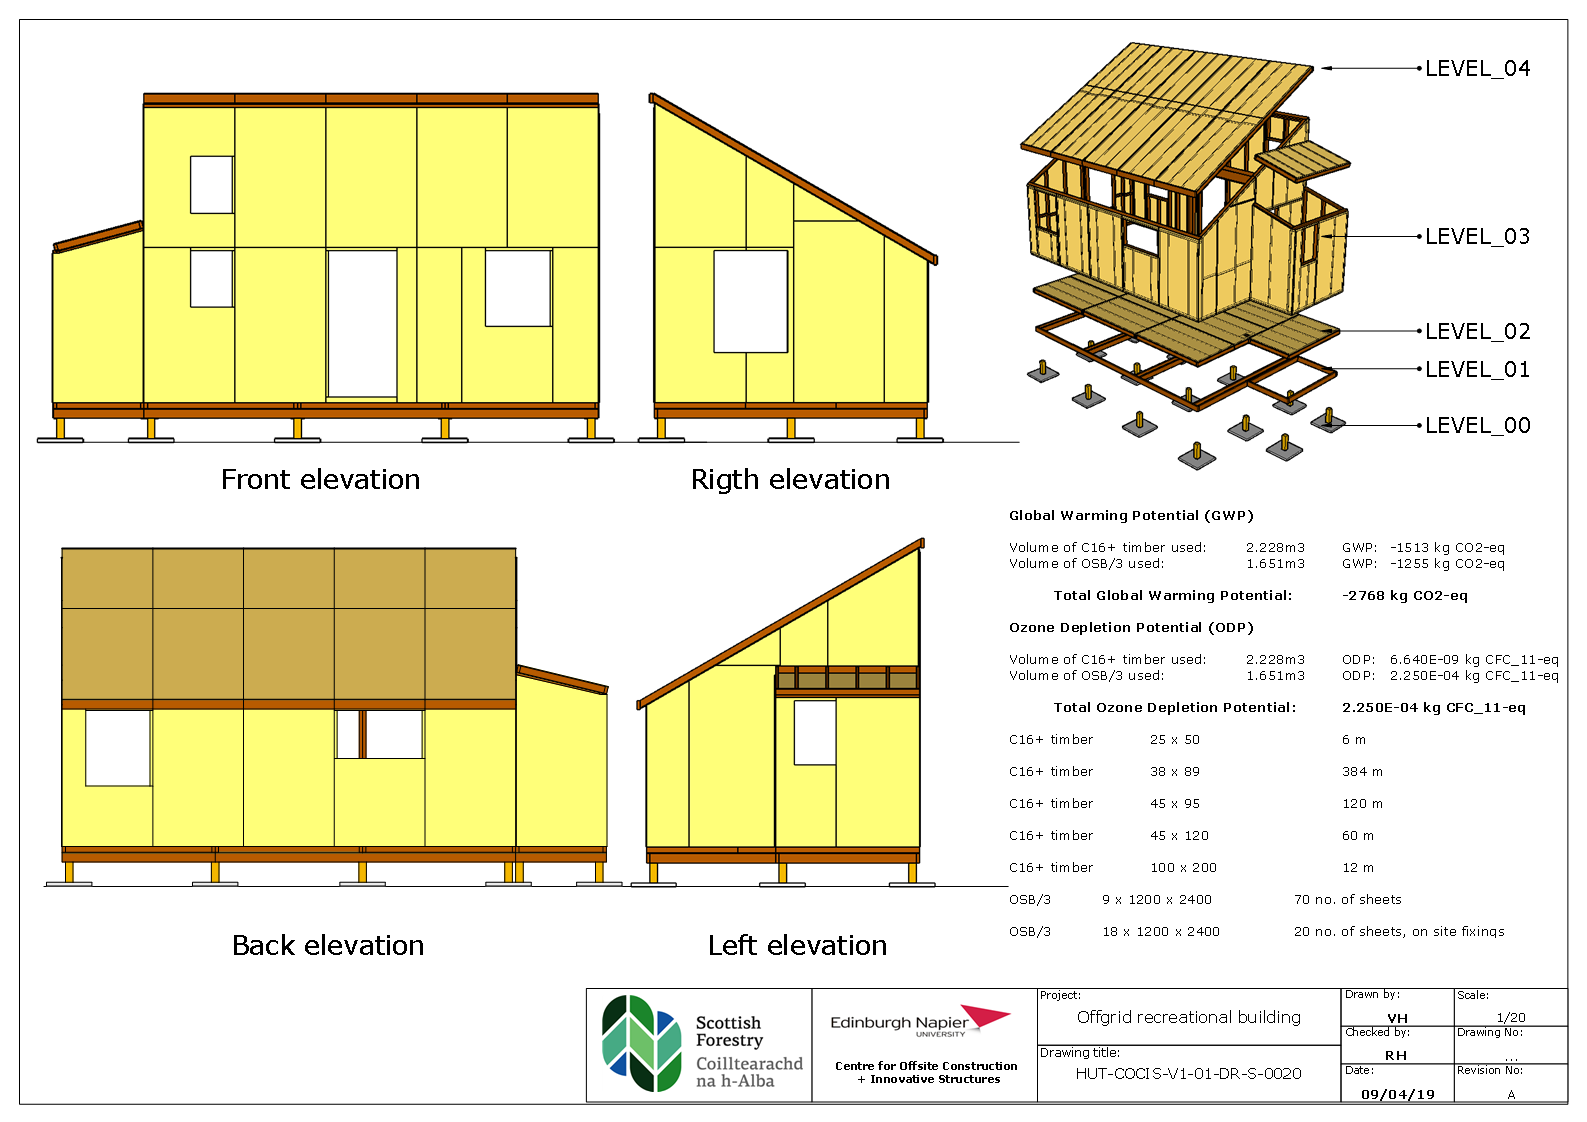 LEVEL_04
LEVEL_03
LEVEL_02
LEVEL_01
LEVEL_00
Front elevation
Rigth elevation
Back elevation
Left elevation
Global Warming Potential (GWP)
Volume of C16+ timber used: 2.228m3 GWP: -1513 kg CO2-eq
Volume of OSB/3 used: 1.651m3 GWP: -1255 kg CO2-eq
Total Global Warming Potential: -2768 kg CO2-eq
Ozone Depletion Potential (ODP)
Volume of C16+ timber used: 2.228m3 ODP: 6.640E-09 kg CFC_11-eq
Volume of OSB/3 used: 1.651m3 ODP: 2.250E-04 kg CFC_11-eq
Total Ozone Depletion Potential: 2.250E-04 kg CFC_11-eq
C16+ timber 25 x 50 6 m
C16+ timber 38 x 89 384 m
C16+ timber 45 x 95 120 m
C16+ timber 45 x 120 60 m
C16+ timber 100 x 200 12 m
OSB/3 9 x 1200 x 2400 70 no. of sheets
OSB/3 18 x 1200 x 2400 20 no. of sheets, on site fixings
Scottish
Forestry
Coilltearachd
na h-Alba
Edinburgh Napier
UNIVERSITY
Centre for Offsite Construction
+ Innovative Structures
Project:
Offgrid recreational building
Drawing title:
HUT-COCIS-V1-01-DR-S-0020
Drawn by:
VH
Checked by:
RH
Date:
09/04/19
Scale:
1/20
Drawing No:
...
Revision No:
A